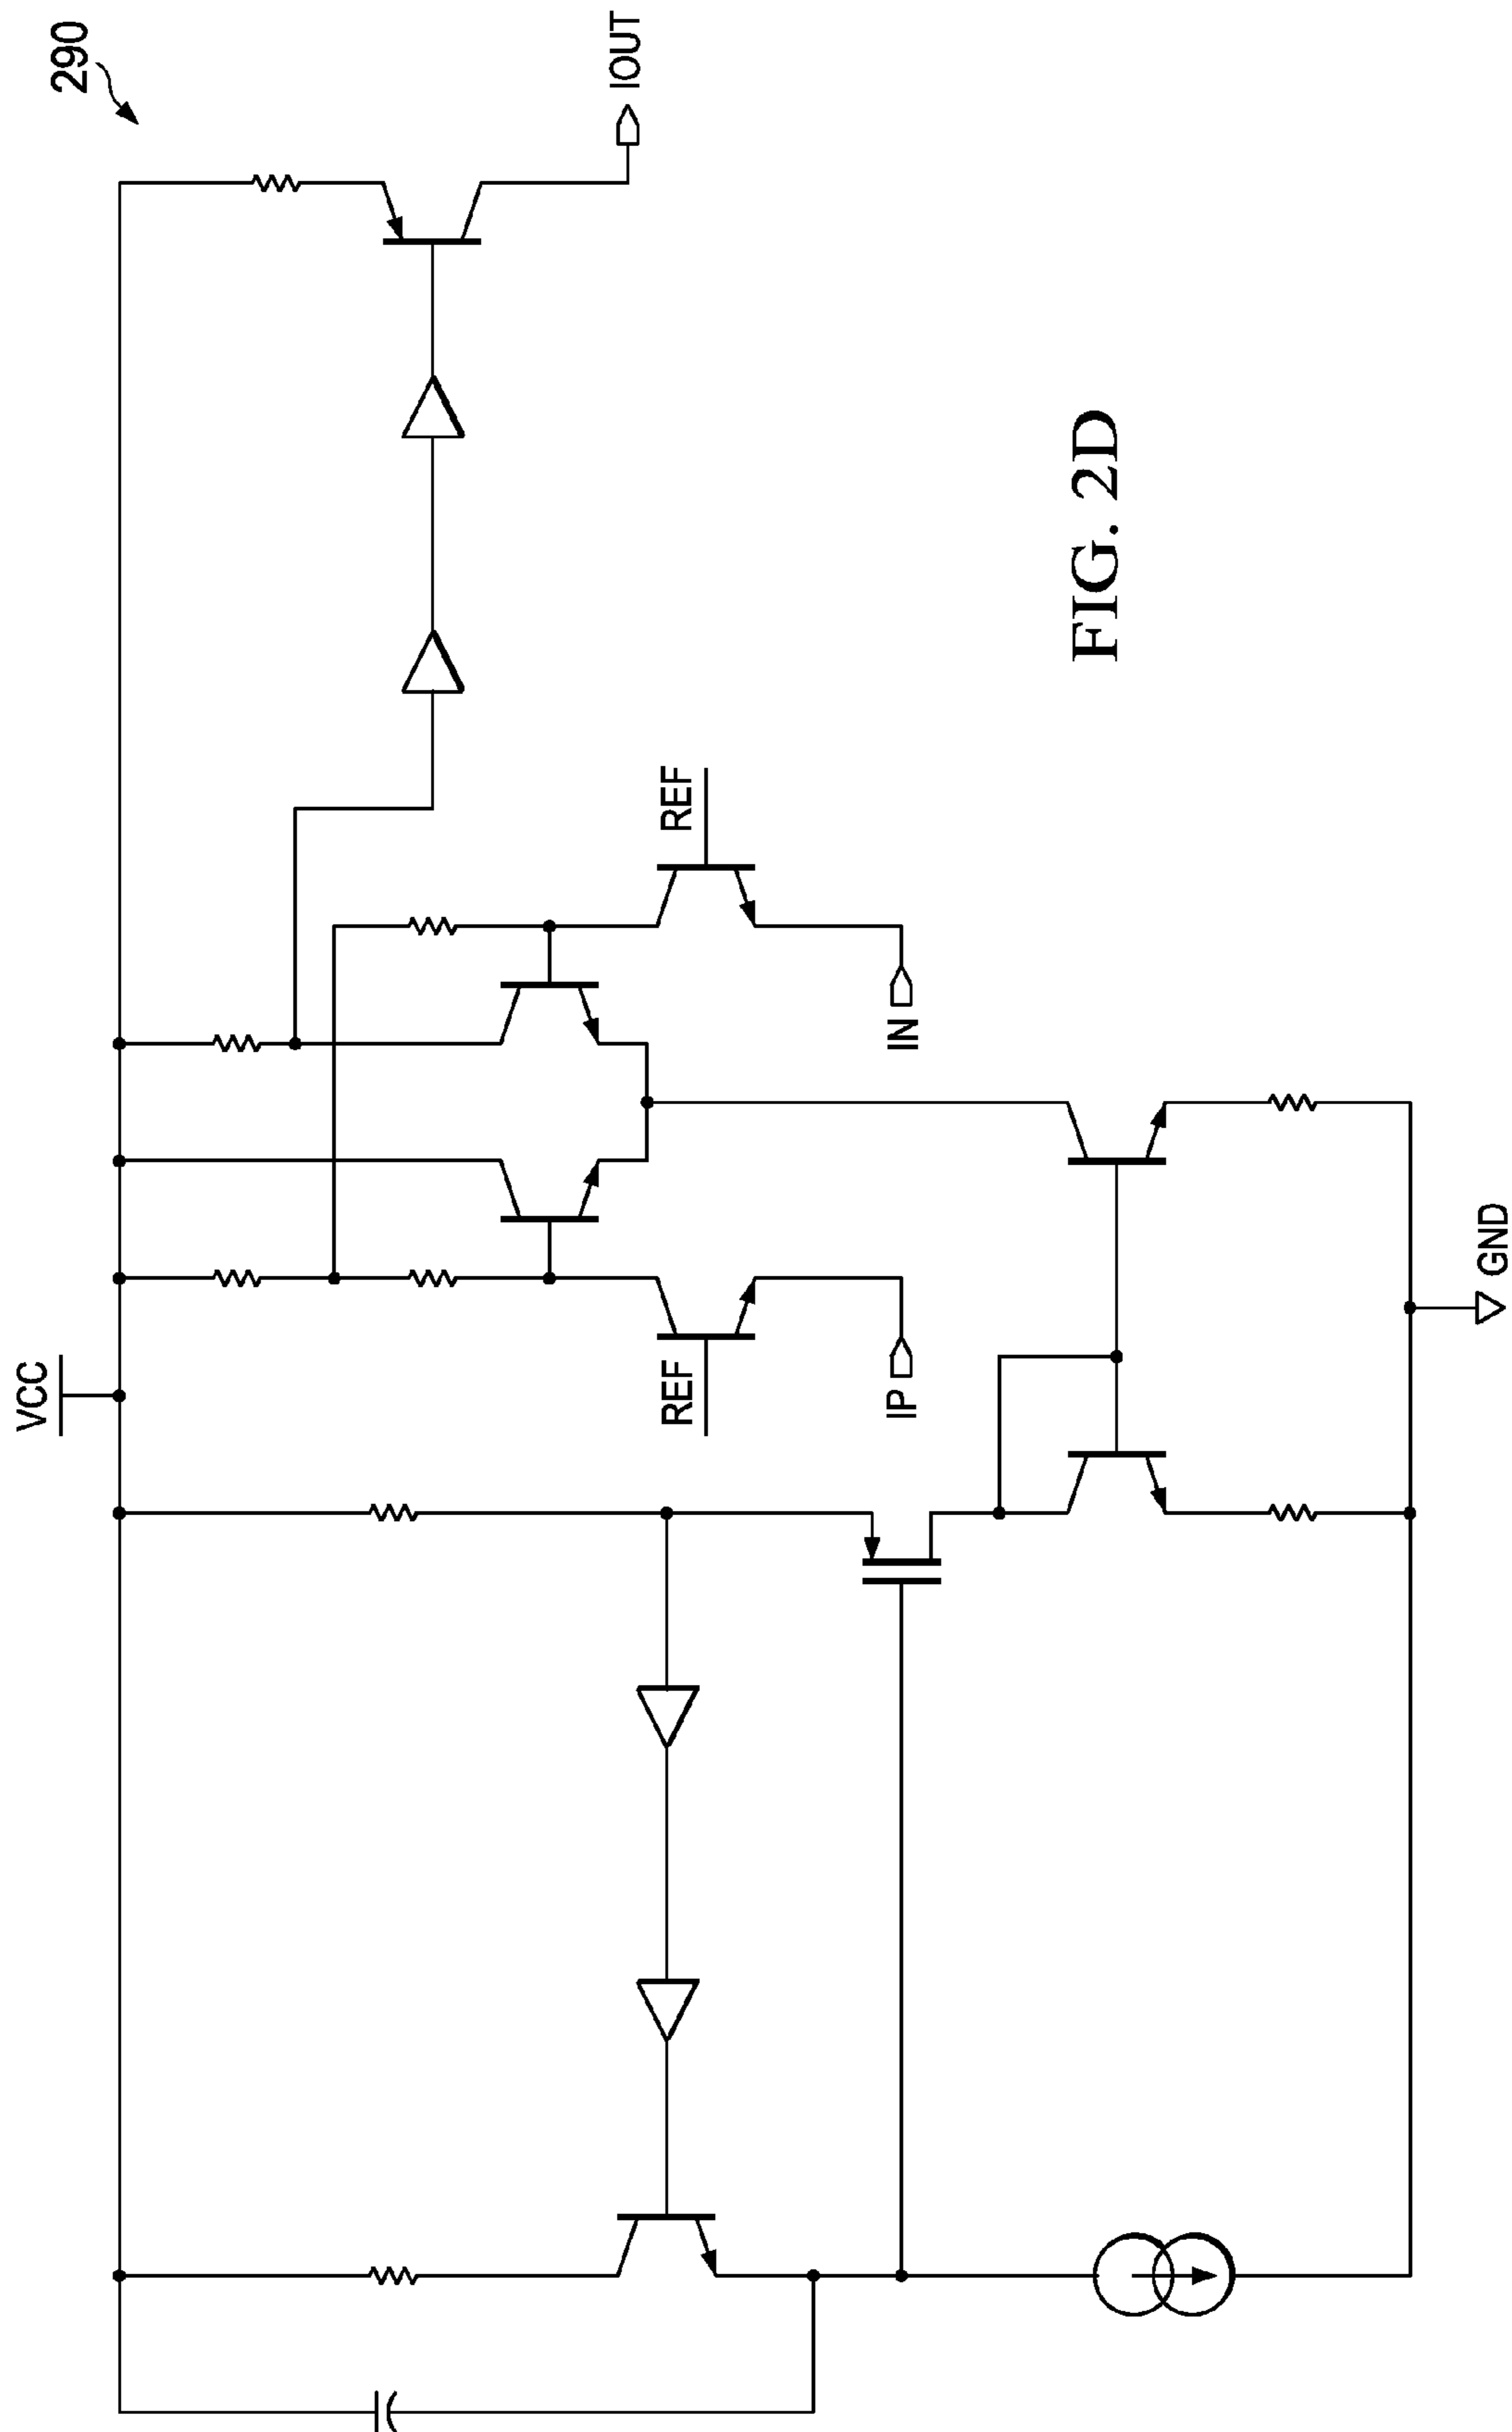 290
VCC
IOUT
REF
REF
IP
IN
GND
FIG. 2D